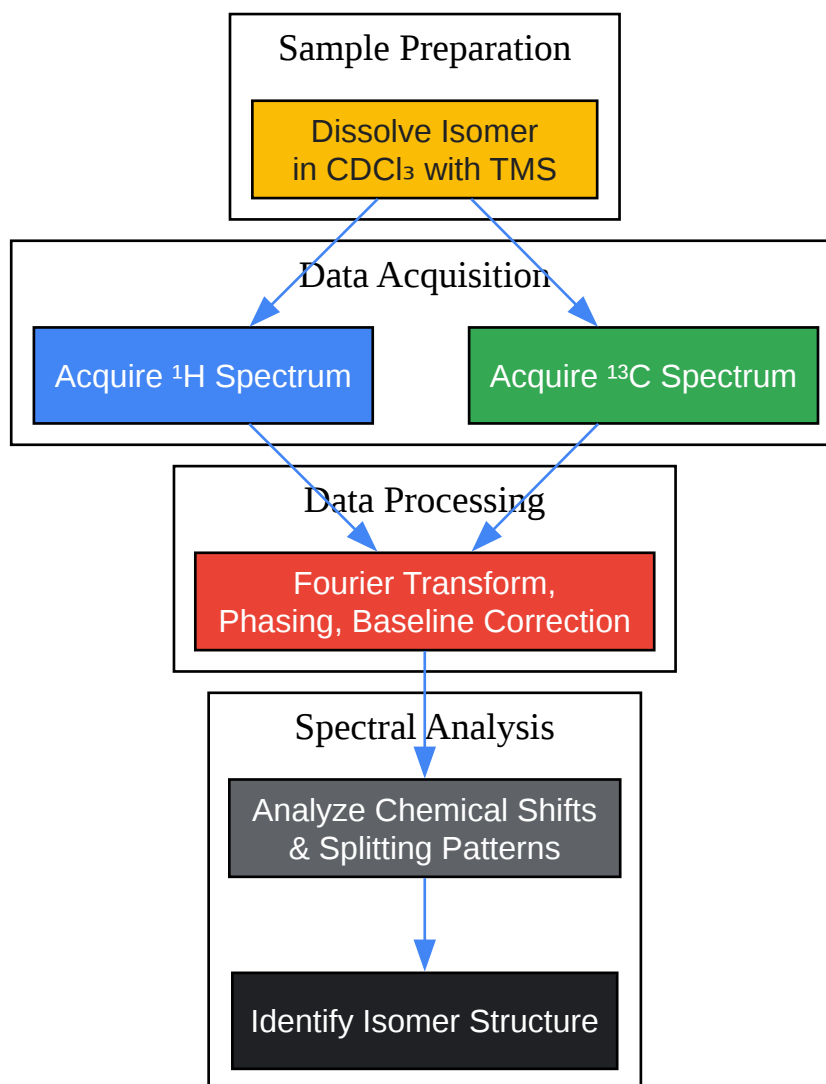 Sample Preparation
Dissolve Isomer
in CDCl₃ with TMS
Data Acquisition
Acquire ¹H Spectrum
Acquire ¹³C Spectrum
Data Processing
Fourier Transform,
Phasing, Baseline Correction
Spectral Analysis
Analyze Chemical Shifts
& Splitting Patterns
Identify Isomer Structure